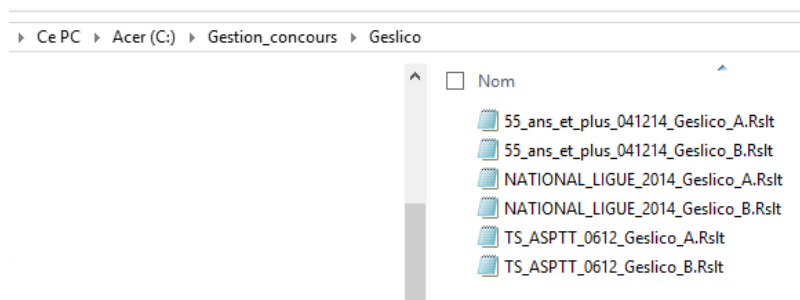 Ce PC Acer (C:) Gestion_concours Geslico
Nom
55_ans_et_plus_041214_Geslico_A.Rslt
55_ans_et_plus_041214_Geslico_B.Rslt
NATIONAL_LIGUE_2014_Geslico_A.Rslt
NATIONAL_LIGUE_2014_Geslico_B.Rslt
TS_ASPTT_0612_Geslico_A.Rslt
TS_ASPTT_0612_Geslico_B.Rslt